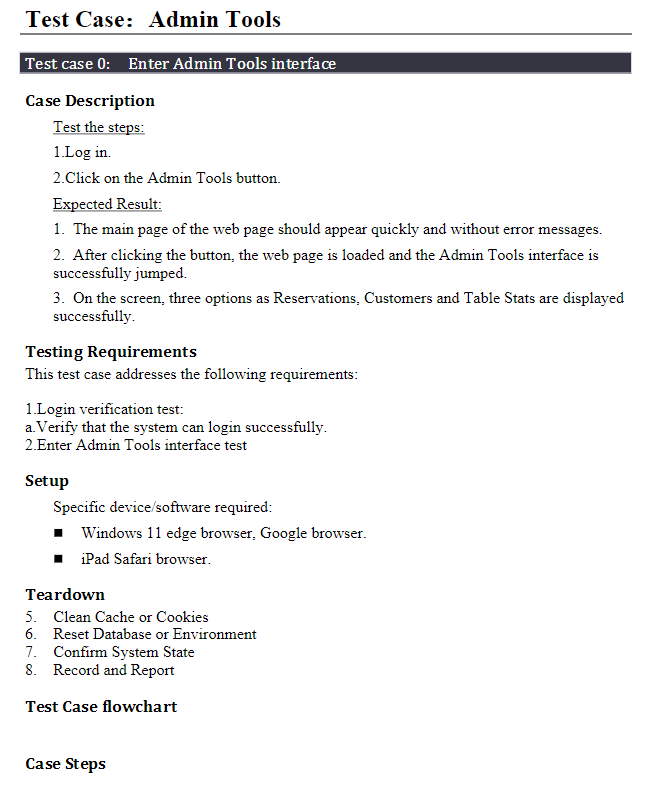 Test Case： Admin Tools
Test case 0: Enter Admin Tools interface
Case Description
Test the steps:
1.Log in.
2.Click on the Admin Tools button.
Expected Result:
1. The main page of the web page should appear quickly and without error messages.
2. After clicking the button, the web page is loaded and the Admin Tools interface is
successfully jumped.
3. On the screen, three options as Reservations, Customers and Table Stats are displayed
successfully.
Testing Requirements
This test case addresses the following requirements:
1.Login verification test:
a.Verify that the system can login successfully.
2.Enter Admin Tools interface test
Setup
Specific device/software required:
■ Windows 11 edge browser, Google browser.
■ iPad Safari browser.
Teardown
5. Clean Cache or Cookies
6. Reset Database or Environment
7. Confirm System State
8. Record and Report
Test Case flowchart
Case Steps